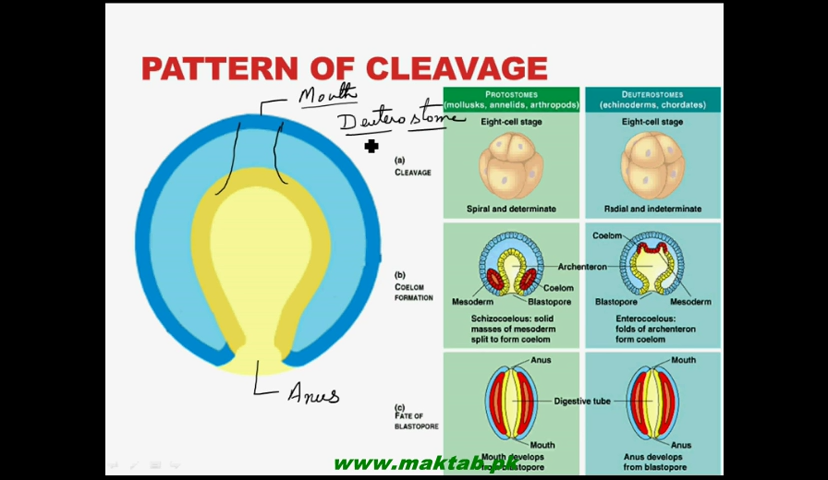 PATTERN OF CLEAVAGE
Mouth
Deuterostome
Anus
PROTOSTOMES
(mollusks, annelids, arthropods)
DEUTEROSTOMES
(echinoderms, chordates)
(a)
CLEAVAGE
Eight-cell stage
Spiral and determinate
Eight-cell stage
Radial and indeterminate
(b)
COELOM
FORMATION
Archenteron
Coelom
Mesoderm
Blastopore
Schizocoelous: solid
masses of mesoderm
split to form coelom
Coelom
Blastopore
Mesoderm
Enterocoelous:
folds of archenteron
form coelom
(c)
FATE OF
BLASTOPORE
Anus
Digestive tube
Mouth
Mouth develops
from blastopore
Mouth
Anus
Anus develops
from blastopore
www.maktab.pk